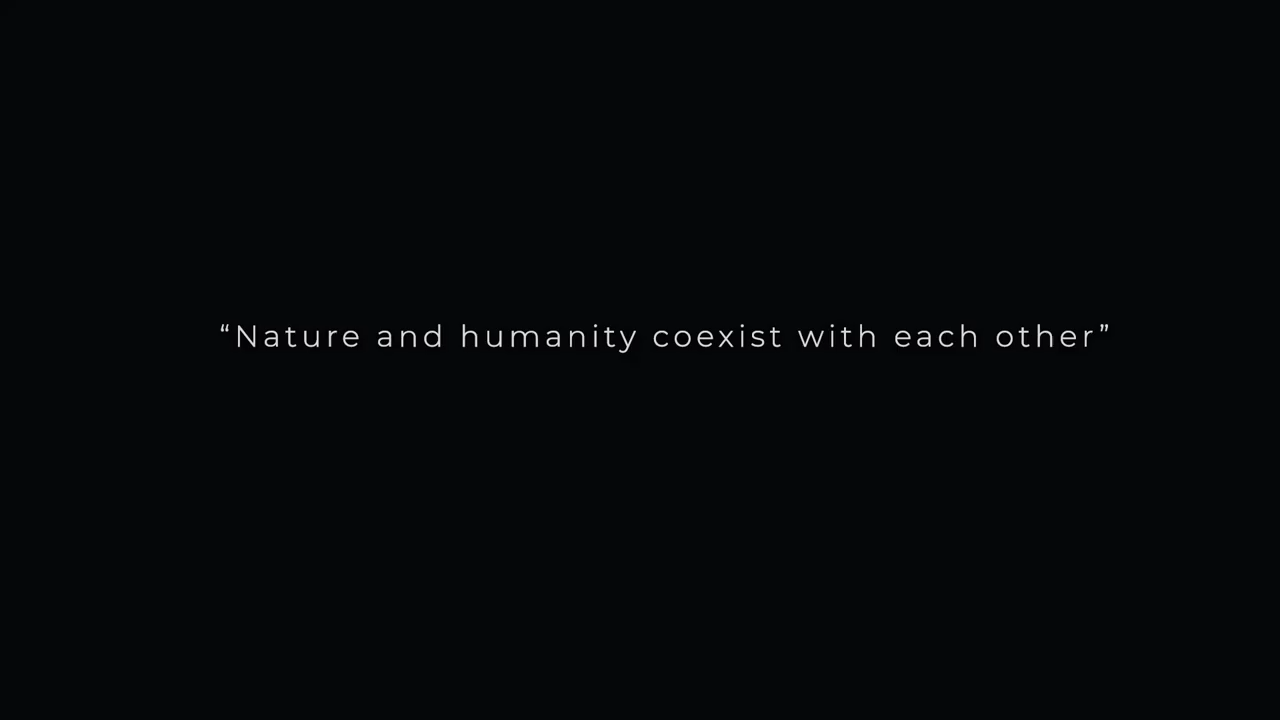 “Nature and humanity coexist with each other”